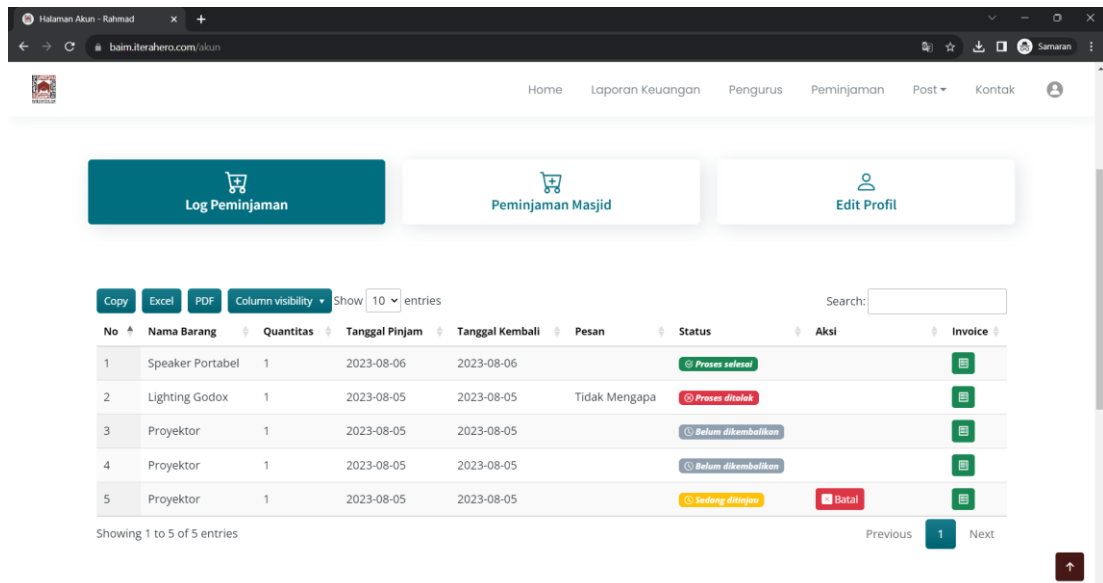 Halaman Akun - Rahmad
baim.iterahero.com/akun
Samaran
Home Laporan Keuangan Pengurus Peminjaman Post Kontak
Log Peminjaman Peminjaman Masjid Edit Profil
Copy Excel PDF Column visibility Show 10 entries Search:
No Nama Barang Quantitas Tanggal Pinjam Tanggal Kembali Pesan Status Aksi Invoice
1 Speaker Portabel 1 2023-08-06 2023-08-06 Proses selesai
2 Lighting Godox 1 2023-08-05 2023-08-05 Tidak Mengapa Proses ditolak
3 Proyektor 1 2023-08-05 2023-08-05 Belum dikembalikan
4 Proyektor 1 2023-08-05 2023-08-05 Belum dikembalikan
5 Proyektor 1 2023-08-05 2023-08-05 Sedang ditinjau Batal
Showing 1 to 5 of 5 entries Previous 1 Next